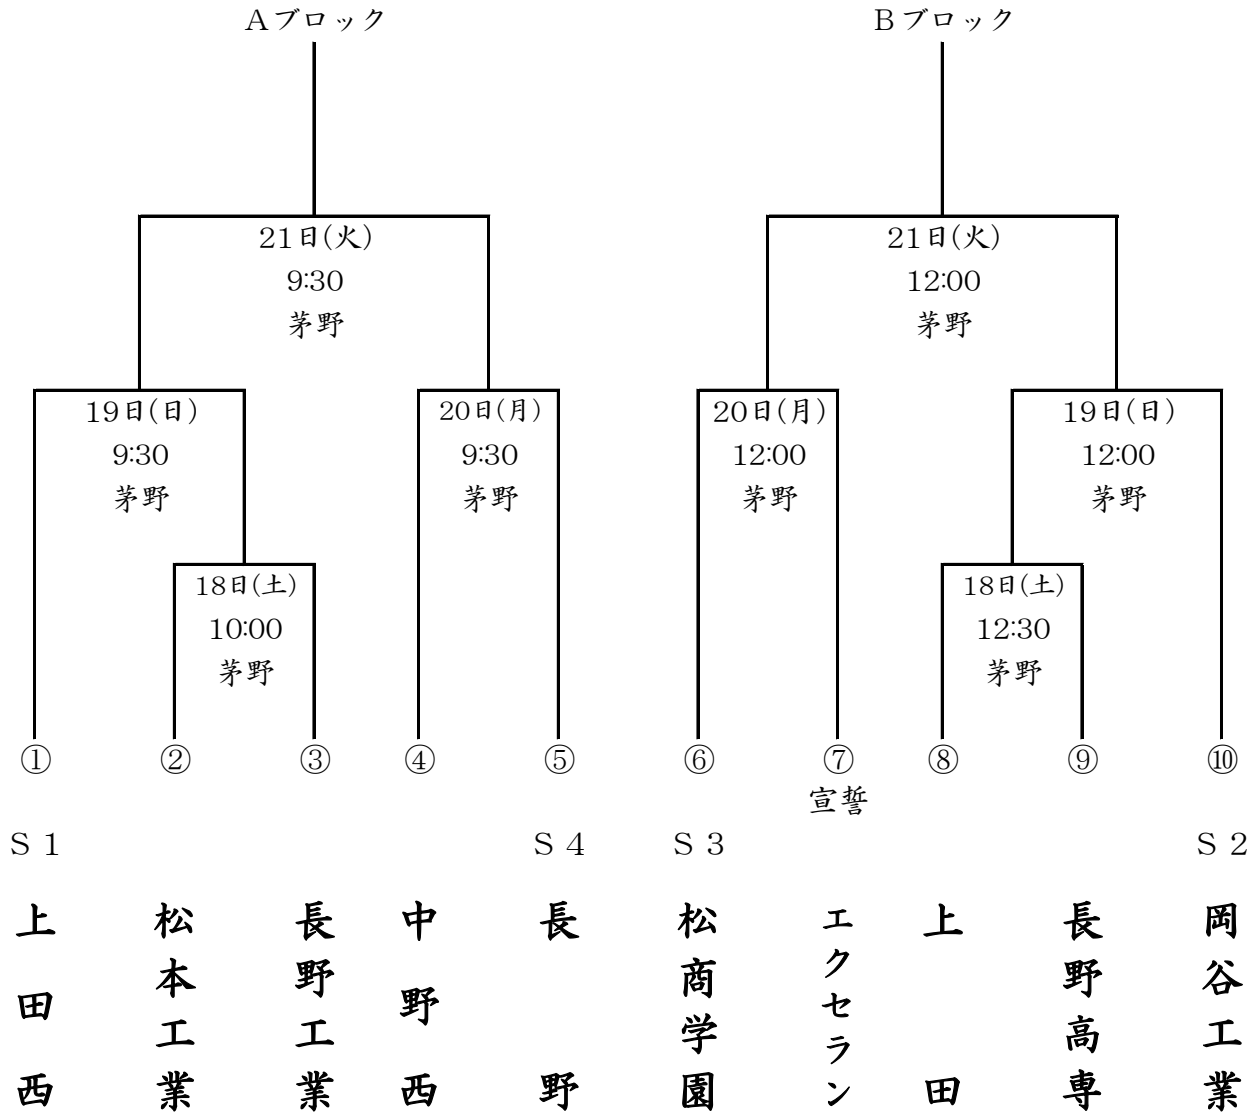 Ａブロック
Ｂブロック
21日(火)
9:30
茅野
21日(火)
12:00
茅野
19日(日)
9:30
茅野
20日(月)
9:30
茅野
20日(月)
12:00
茅野
19日(日)
12:00
茅野
18日(土)
10:00
茅野
18日(土)
12:30
茅野
①
②
③
④
⑤
⑥
⑦
⑧
⑨
⑩
宣誓
Ｓ１
Ｓ４
Ｓ３
Ｓ２
上田西
松本工業
長野工業
中野西
長野
松商学園
エクセラン
上田
長野高専
岡谷工業